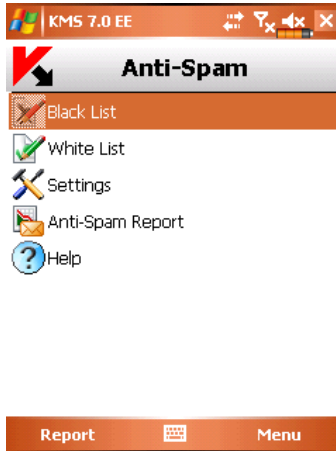 KMS 7.0 EE
Anti-Spam
Black List
White List
Settings
Anti-Spam Report
Help
Report Menu